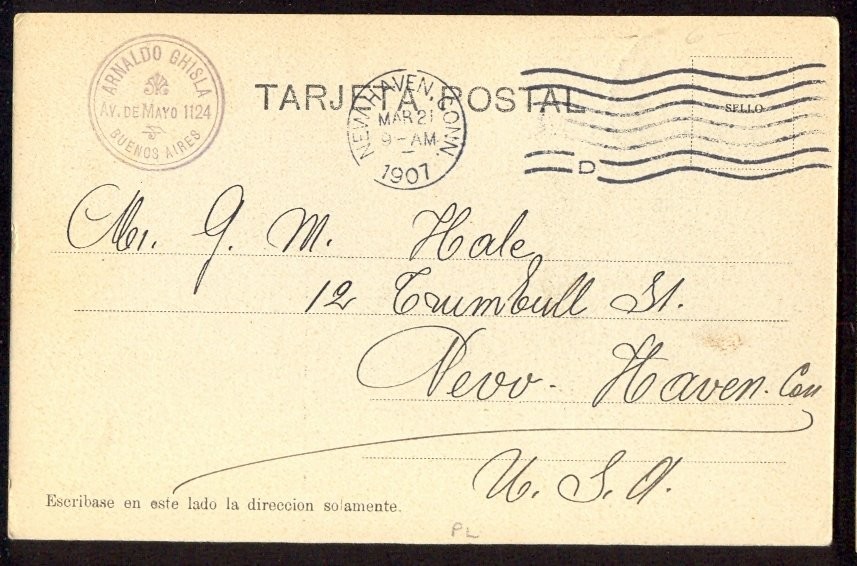 ARNALDO GHISLA
AV. DE MAYO 1124
BUENOS AIRES
TARJETA POSTAL
NEW HAVEN, CONN.
MAR 21
9-AM
1907
D
SELLO
Mr. G. M. Hale
12 Trumbull St.
New-Haven. Con
U. S. A.
Escribase en este lado la direccion solamente.
PL